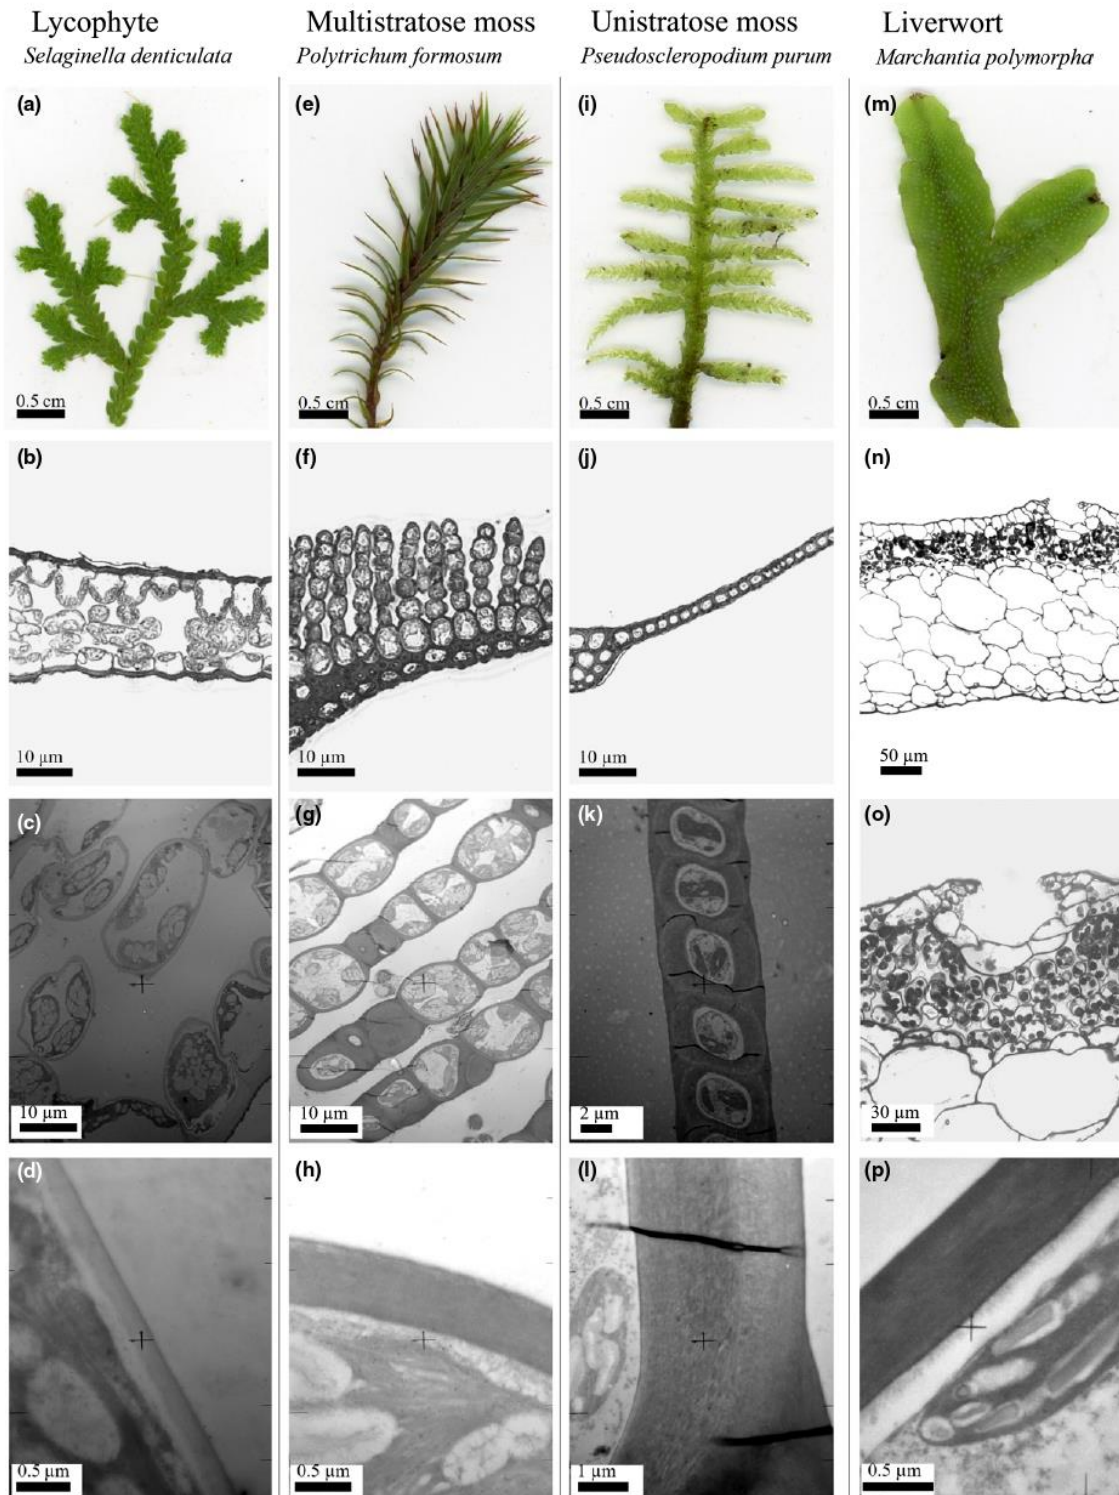 Lycophyte
Selaginella denticulata
Multistratose moss
Polytrichum formosum
Unistratose moss
Pseudoscleropodium purum
Liverwort
Marchantia polymorpha
(a)
0.5 cm
(e)
0.5 cm
(i)
0.5 cm
(m)
0.5 cm
(b)
10 µm
(f)
10 µm
(j)
10 µm
(n)
50 µm
(c)
10 µm
(g)
10 µm
(k)
2 µm
(o)
30 µm
(d)
0.5 µm
(h)
0.5 µm
(l)
1 µm
(p)
0.5 µm